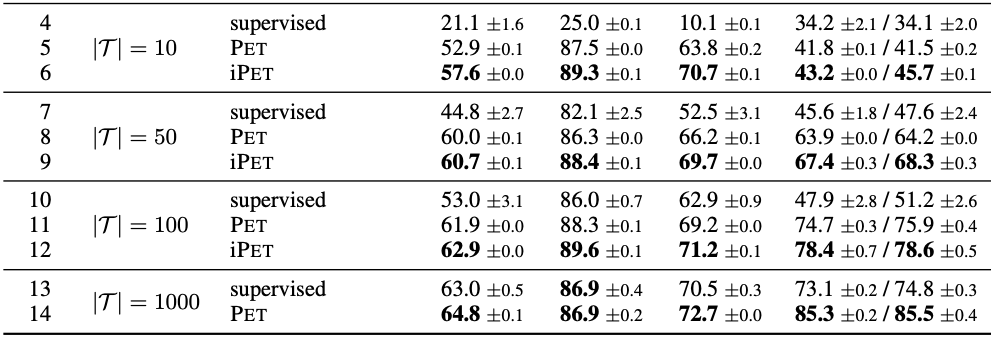 4 supervised 21.1 ±1.6 25.0 ±0.1 10.1 ±0.1 34.2 ±2.1 / 34.1 ±2.0
5 |𝒯| = 10 PET 52.9 ±0.1 87.5 ±0.0 63.8 ±0.2 41.8 ±0.1 / 41.5 ±0.2
6 iPET 57.6 ±0.0 89.3 ±0.1 70.7 ±0.1 43.2 ±0.0 / 45.7 ±0.1
7 supervised 44.8 ±2.7 82.1 ±2.5 52.5 ±3.1 45.6 ±1.8 / 47.6 ±2.4
8 |𝒯| = 50 PET 60.0 ±0.1 86.3 ±0.0 66.2 ±0.1 63.9 ±0.0 / 64.2 ±0.0
9 iPET 60.7 ±0.1 88.4 ±0.1 69.7 ±0.0 67.4 ±0.3 / 68.3 ±0.3
10 supervised 53.0 ±3.1 86.0 ±0.7 62.9 ±0.9 47.9 ±2.8 / 51.2 ±2.6
11 |𝒯| = 100 PET 61.9 ±0.0 88.3 ±0.1 69.2 ±0.0 74.7 ±0.3 / 75.9 ±0.4
12 iPET 62.9 ±0.0 89.6 ±0.1 71.2 ±0.1 78.4 ±0.7 / 78.6 ±0.5
13 supervised 63.0 ±0.5 86.9 ±0.4 70.5 ±0.3 73.1 ±0.2 / 74.8 ±0.3
14 |𝒯| = 1000 PET 64.8 ±0.1 86.9 ±0.2 72.7 ±0.0 85.3 ±0.2 / 85.5 ±0.4